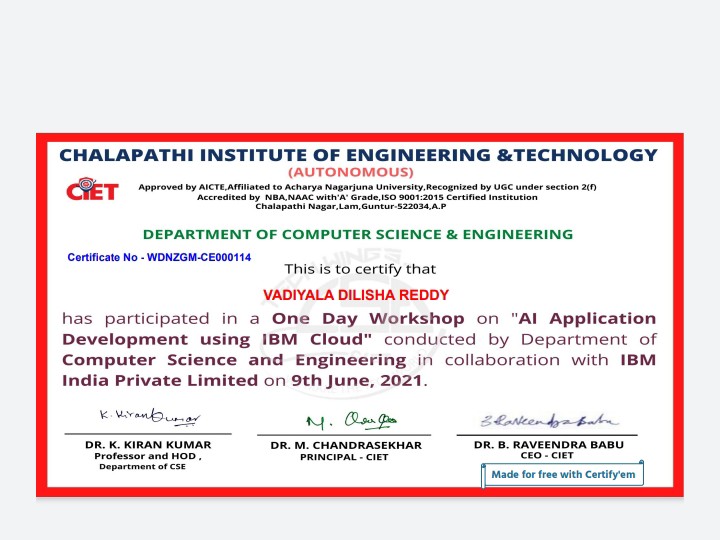 CHALAPATHI INSTITUTE OF ENGINEERING &TECHNOLOGY
(AUTONOMOUS)
CIET
Approved by AICTE,Affiliated to Acharya Nagarjuna University,Recognized by UGC under section 2(f)
Accredited by NBA,NAAC with'A' Grade,ISO 9001:2015 Certified Institution
Chalapathi Nagar,Lam,Guntur-522034,A.P
DEPARTMENT OF COMPUTER SCIENCE & ENGINEERING
Certificate No - WDNZGM-CE000114
This is to certify that
VADIYALA DILISHA REDDY
has participated in a One Day Workshop on "AI Application
Development using IBM Cloud" conducted by Department of
Computer Science and Engineering in collaboration with IBM
India Private Limited on 9th June, 2021.
K. Kiran Kumar
DR. K. KIRAN KUMAR
Professor and HOD ,
Department of CSE
DR. M. CHANDRASEKHAR
PRINCIPAL - CIET
DR. B. RAVEENDRA BABU
CEO - CIET
Made for free with Certify'em